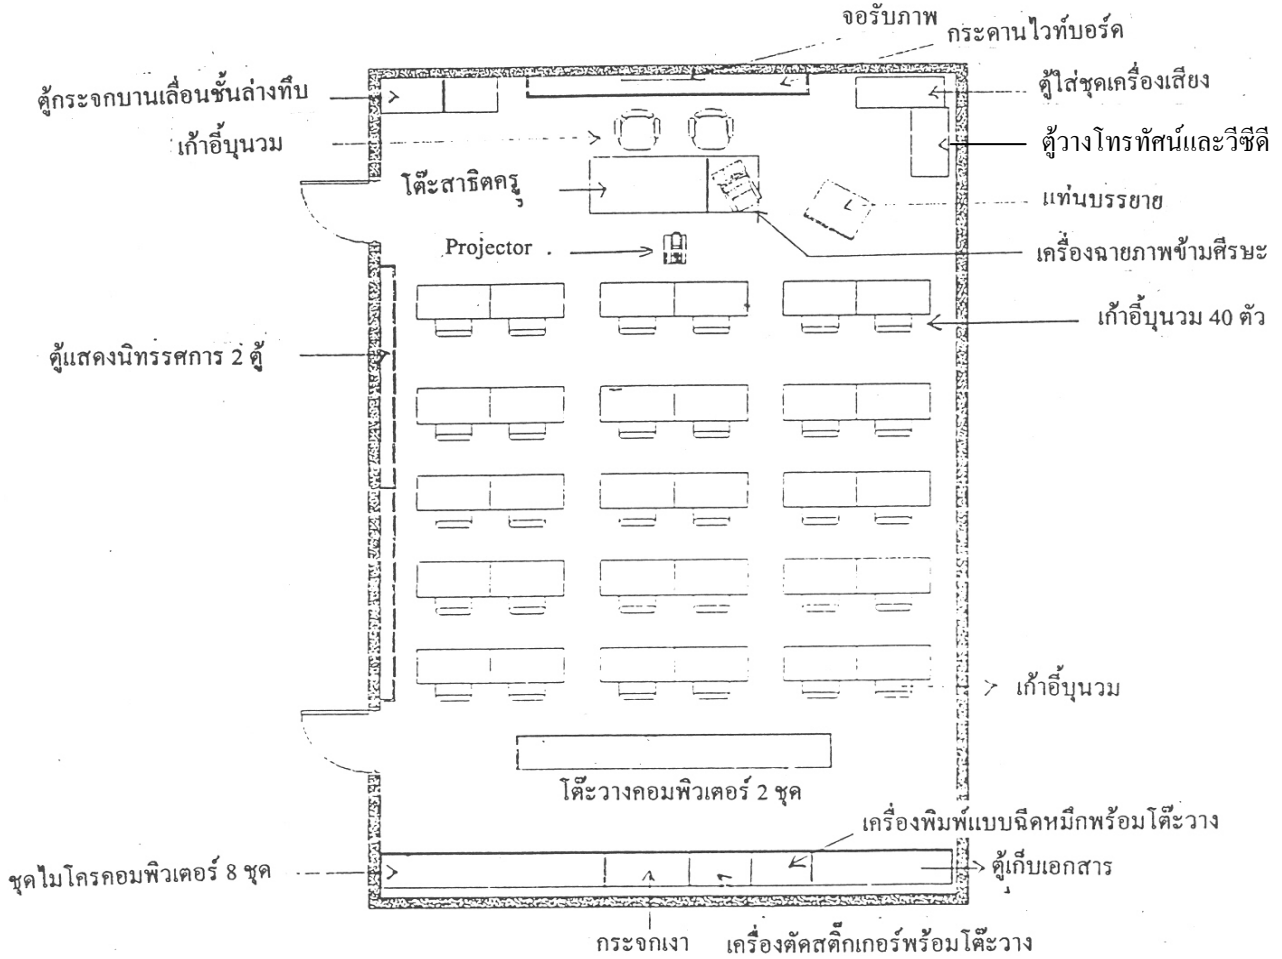 จอรับภาพ
กระดานไวท์บอร์ด
ตู้กระจกบานเลื่อนชั้นล่างทึบ
ตู้ใส่ชุดเครื่องเสียง
เก้าอี้บุนวม
ตู้วางโทรทัศน์และวีซีดี
โต๊ะสาธิตครู
แท่นบรรยาย
Projector
เครื่องฉายภาพข้ามศีรษะ
เก้าอี้บุนวม 40 ตัว
ตู้แสดงนิทรรศการ 2 ตู้
เก้าอี้บุนวม
โต๊ะวางคอมพิวเตอร์ 2 ชุด
เครื่องพิมพ์แบบฉีดหมึกพร้อมโต๊ะวาง
ชุดไมโครคอมพิวเตอร์ 8 ชุด
ตู้เก็บเอกสาร
กระจกเงา
เครื่องตัดสติ๊กเกอร์พร้อมโต๊ะวาง